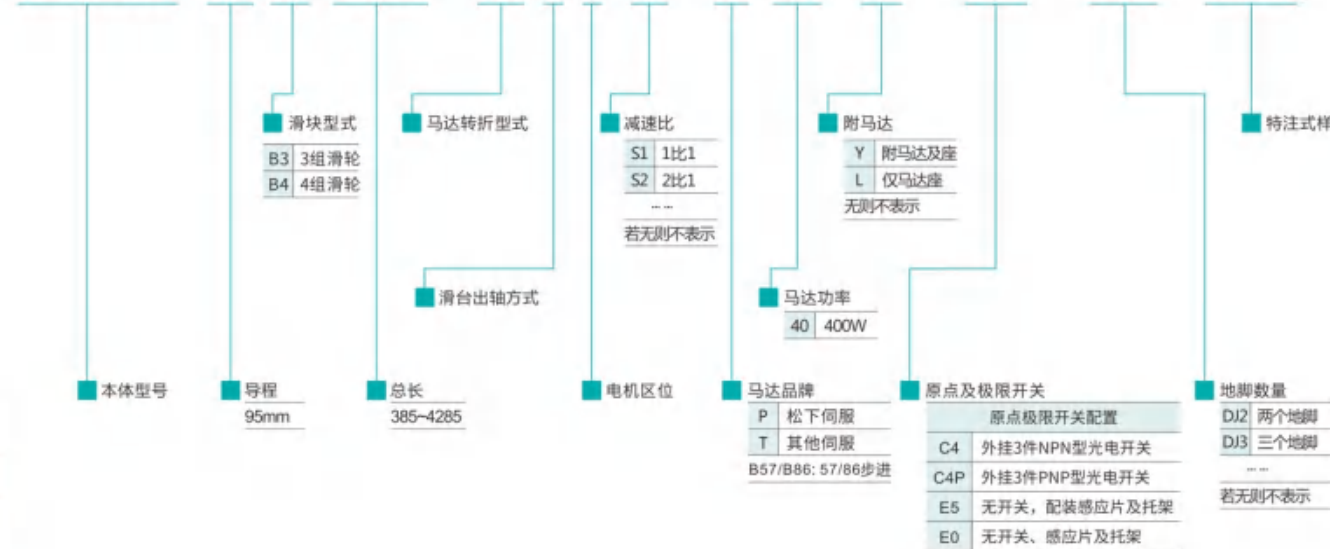 滑块型式
B3 3组滑轮
B4 4组滑轮
马达转折型式
减速比
S1 1比1
S2 2比1
... ...
若无则不表示
附马达
Y 附马达及座
L 仅马达座
无则不表示
特注式样
滑台出轴方式
马达功率
40 400W
本体型号
导程
95mm
总长
385~4285
电机区位
马达品牌
P 松下伺服
T 其他伺服
B57/B86: 57/86步进
原点及极限开关
原点极限开关配置
C4 外挂3件NPN型光电开关
C4P 外挂3件PNP型光电开关
E5 无开关，配装感应片及托架
E0 无开关、感应片及托架
地脚数量
DJ2 两个地脚
DJ3 三个地脚
... ...
若无则不表示